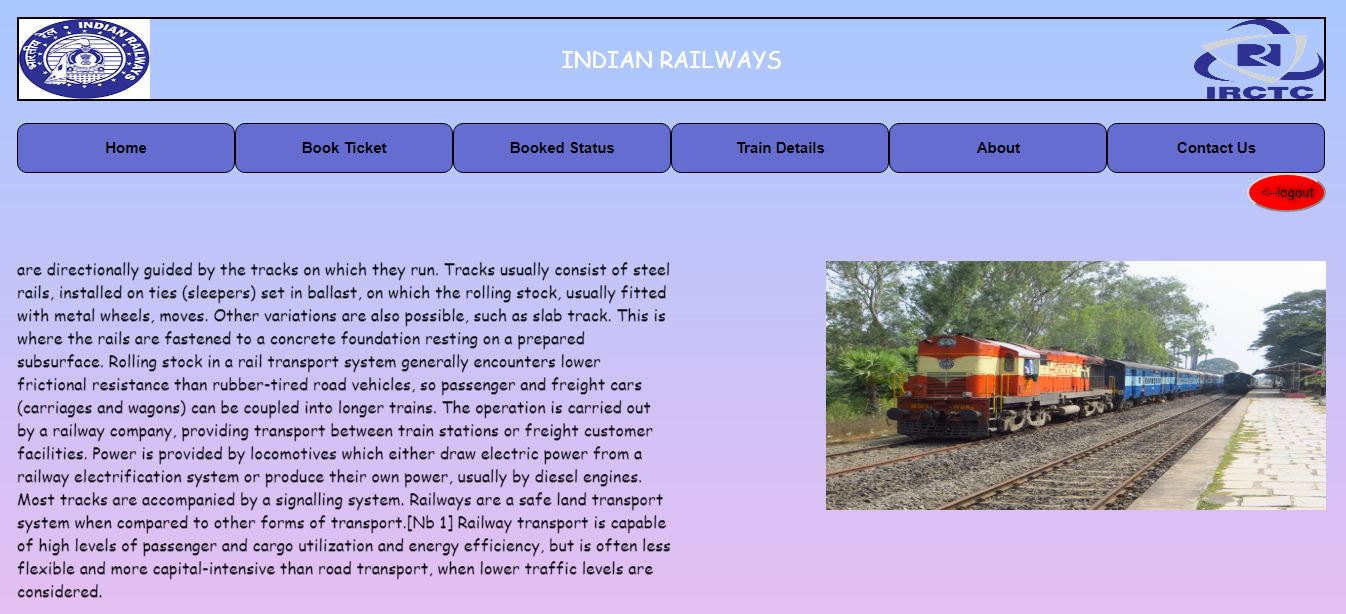 भारतीय रेल INDIAN RAILWAYS
INDIAN RAILWAYS
IRCTC
Home Book Ticket Booked Status Train Details About Contact Us
<--logout
are directionally guided by the tracks on which they run. Tracks usually consist of steel
rails, installed on ties (sleepers) set in ballast, on which the rolling stock, usually fitted
with metal wheels, moves. Other variations are also possible, such as slab track. This is
where the rails are fastened to a concrete foundation resting on a prepared
subsurface. Rolling stock in a rail transport system generally encounters lower
frictional resistance than rubber-tired road vehicles, so passenger and freight cars
(carriages and wagons) can be coupled into longer trains. The operation is carried out
by a railway company, providing transport between train stations or freight customer
facilities. Power is provided by locomotives which either draw electric power from a
railway electrification system or produce their own power, usually by diesel engines.
Most tracks are accompanied by a signalling system. Railways are a safe land transport
system when compared to other forms of transport.[Nb 1] Railway transport is capable
of high levels of passenger and cargo utilization and energy efficiency, but is often less
flexible and more capital-intensive than road transport, when lower traffic levels are
considered.